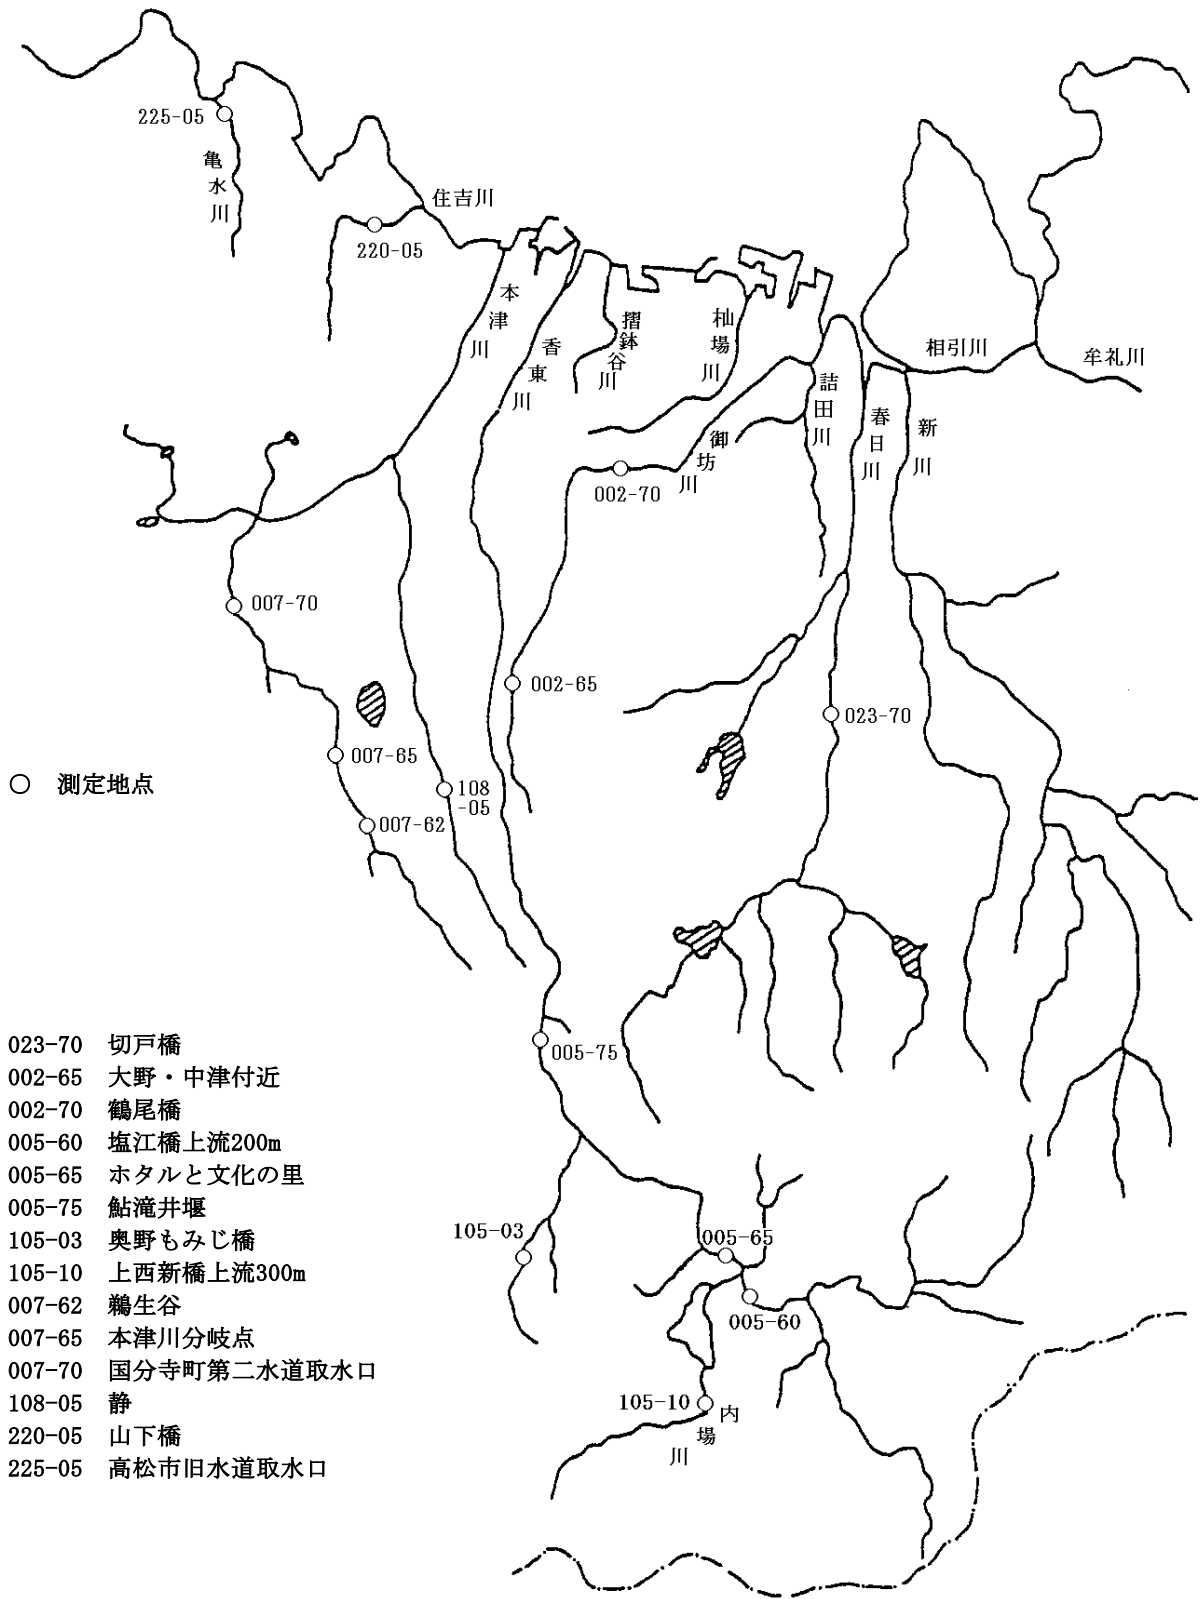 225-05
亀水川
住吉川
220-05
本津川
香東川
摺鉢谷川
杣場川
御坊川
詰田川
春日川
新川
相引川
牟礼川
002-70
007-70
002-65
023-70
007-65
108
-05
007-62
○ 測定地点
005-75
105-03
005-65
005-60
105-10
内場川
023-70 切戸橋
002-65 大野・中津付近
002-70 鶴尾橋
005-60 塩江橋上流200m
005-65 ホタルと文化の里
005-75 鮎滝井堰
105-03 奥野もみじ橋
105-10 上西新橋上流300m
007-62 鵜生谷
007-65 本津川分岐点
007-70 国分寺町第二水道取水口
108-05 静
220-05 山下橋
225-05 高松市旧水道取水口